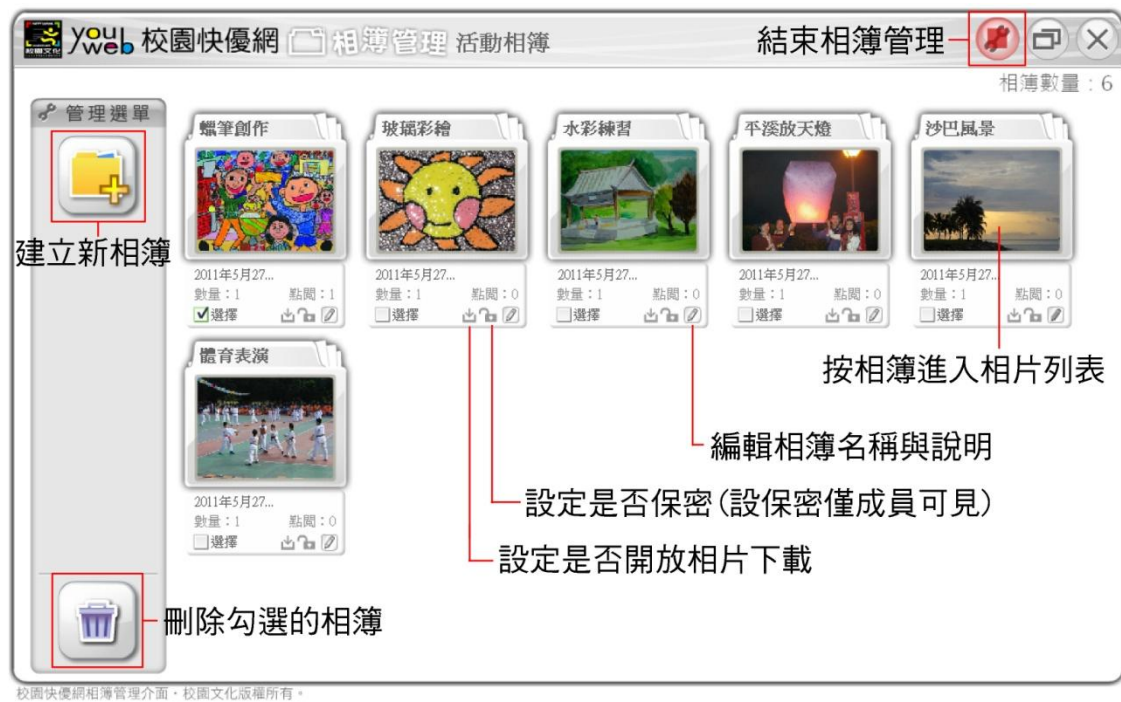 youweb 校園快優網 相簿管理 活動相簿
結束相簿管理
相簿數量：6
管理選單
建立新相簿
蠟筆創作
2011年5月27...
數量：1 點閱：1
選擇
玻璃彩繪
2011年5月27...
數量：1 點閱：0
選擇
水彩練習
2011年5月27...
數量：1 點閱：0
選擇
平溪放天燈
2011年5月27...
數量：1 點閱：0
選擇
沙巴風景
2011年5月27...
數量：1 點閱：0
選擇
按相簿進入相片列表
體育表演
2011年5月27...
數量：1 點閱：0
選擇
編輯相簿名稱與說明
設定是否保密(設保密僅成員可見)
設定是否開放相片下載
刪除勾選的相簿
校園快優網相簿管理介面・校園文化版權所有。